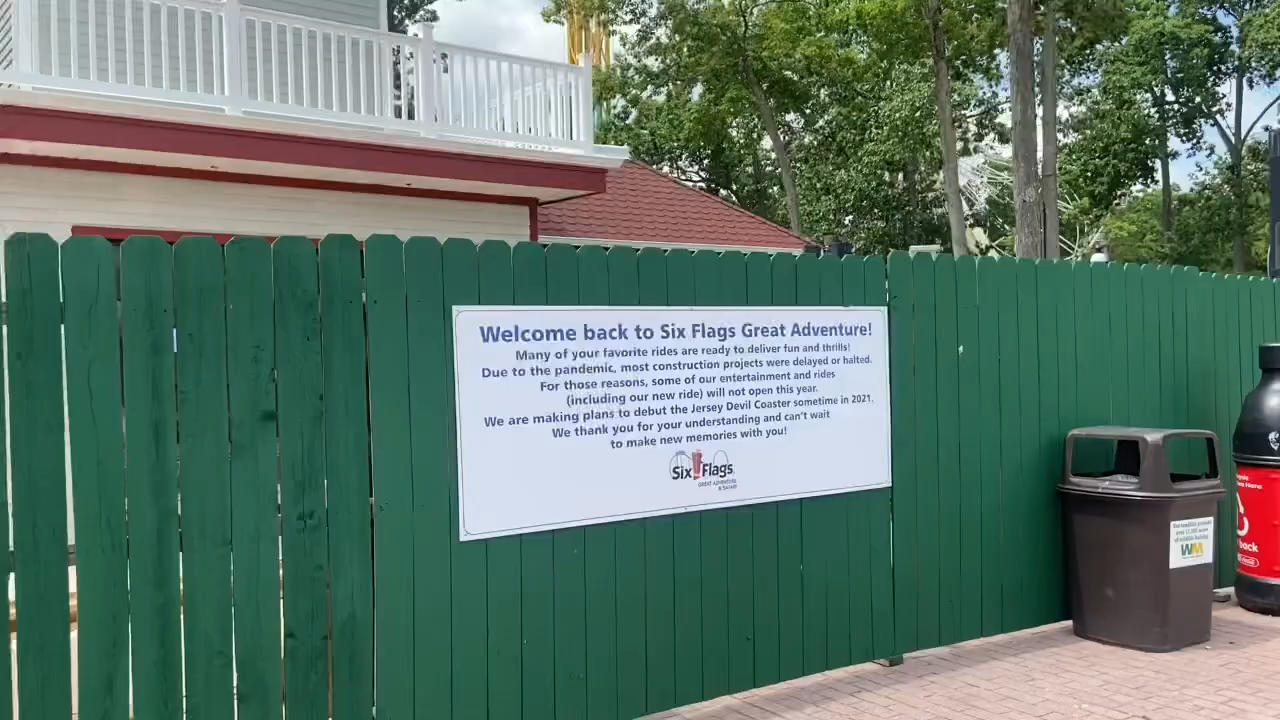 Welcome back to Six Flags Great Adventure!
Many of your favorite rides are ready to deliver fun and thrills!
Due to the pandemic, most construction projects were delayed or halted.
For those reasons, some of our entertainment and rides
(including our new ride) will not open this year.
We are making plans to debut the Jersey Devil Coaster sometime in 2021.
We thank you for your understanding and can't wait
to make new memories with you!
Six Flags
GREAT ADVENTURE
& SAFARI
WM
back